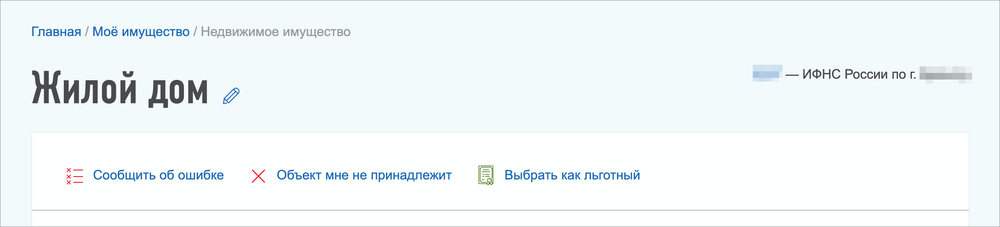 Главная / Моё имущество / Недвижимое имущество
Жилой дом
— ИФНС России по г.
Сообщить об ошибке
Объект мне не принадлежит
Выбрать как льготный